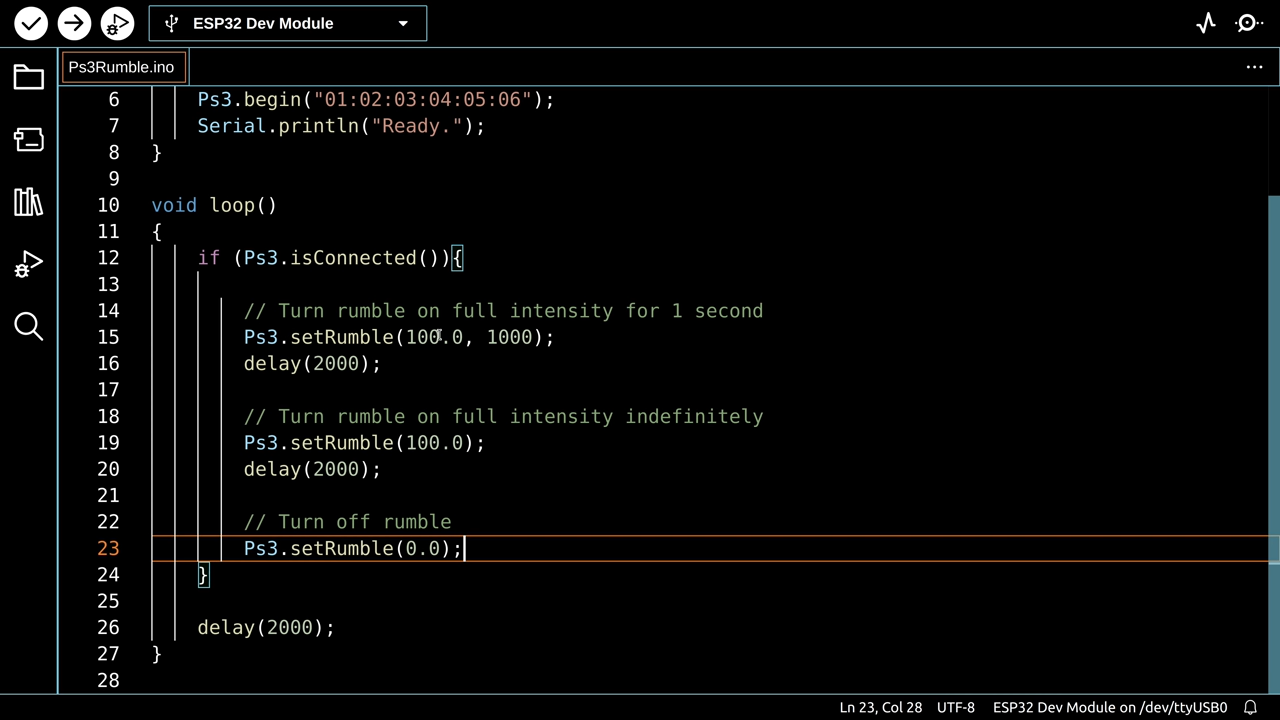 ESP32 Dev Module
Ps3Rumble.ino
6 Ps3.begin("01:02:03:04:05:06");
7 Serial.println("Ready.");
8 }
9
10 void loop()
11 {
12 if (Ps3.isConnected()){
13
14 // Turn rumble on full intensity for 1 second
15 Ps3.setRumble(100.0, 1000);
16 delay(2000);
17
18 // Turn rumble on full intensity indefinitely
19 Ps3.setRumble(100.0);
20 delay(2000);
21
22 // Turn off rumble
23 Ps3.setRumble(0.0);
24 }
25
26 delay(2000);
27 }
28
Ln 23, Col 28 UTF-8 ESP32 Dev Module on /dev/ttyUSB0